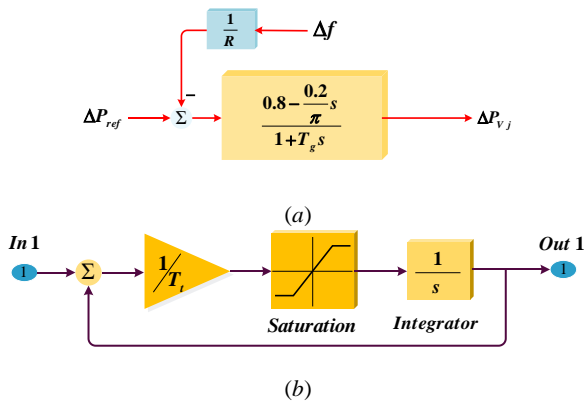 1/R
Δf
−
ΔP_ref
Σ
0.8 − 0.2/π s
1+T_g s
ΔP_Vj
(a)
In 1
Out 1
1
Σ
1/T_t
1/s
1
Saturation
Integrator
(b)